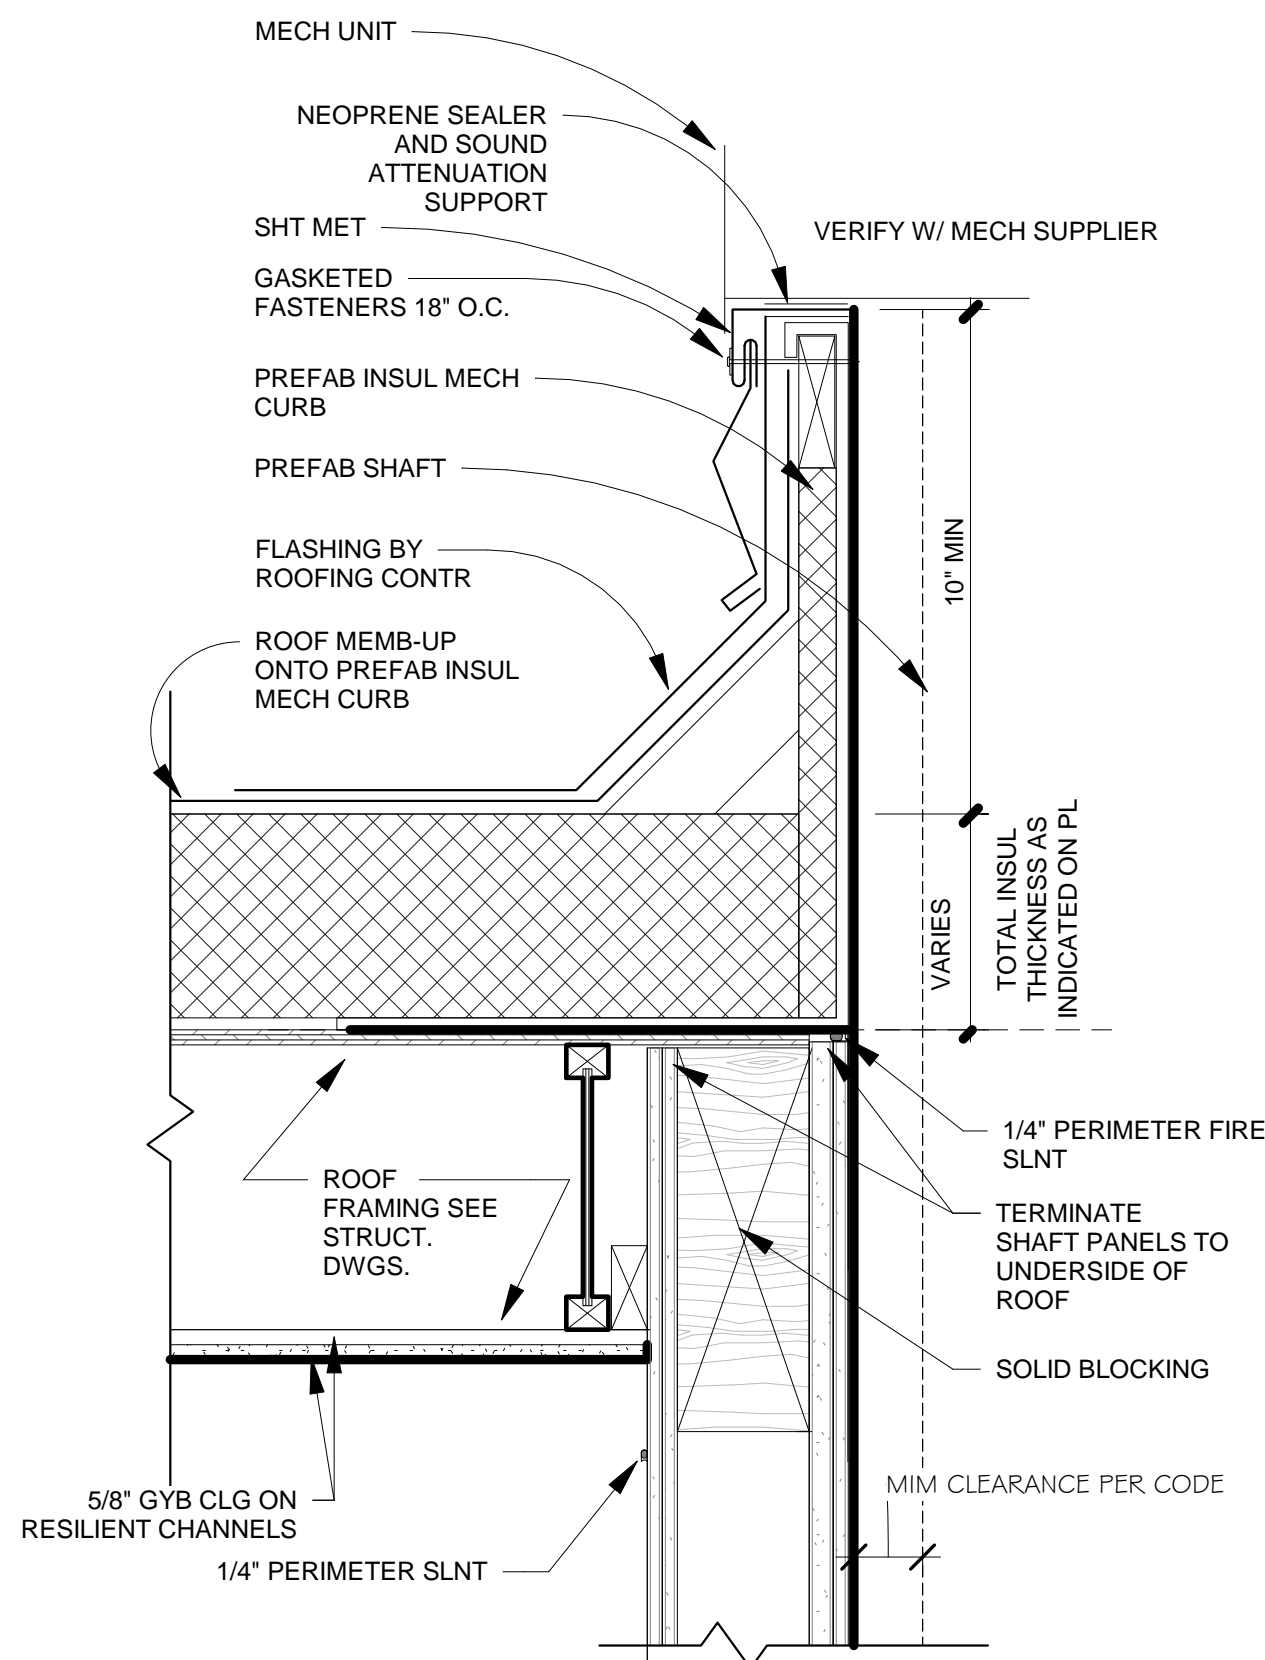 MECH UNIT
NEOPRENE SEALER
AND SOUND
ATTENUATION
SUPPORT
VERIFY W/ MECH SUPPLIER
SHT MET
GASKETED
FASTENERS 18" O.C.
PREFAB INSUL MECH
CURB
PREFAB SHAFT
FLASHING BY
ROOFING CONTR
10" MIN
ROOF MEMB-UP
ONTO PREFAB INSUL
MECH CURB
VARIES
TOTAL INSUL
THICKNESS AS
INDICATED ON PL
1/4" PERIMETER FIRE
SLNT
ROOF
FRAMING SEE
STRUCT.
DWGS.
TERMINATE
SHAFT PANELS TO
UNDERSIDE OF
ROOF
SOLID BLOCKING
MIM CLEARANCE PER CODE
5/8" GYB CLG ON
RESILIENT CHANNELS
1/4" PERIMETER SLNT